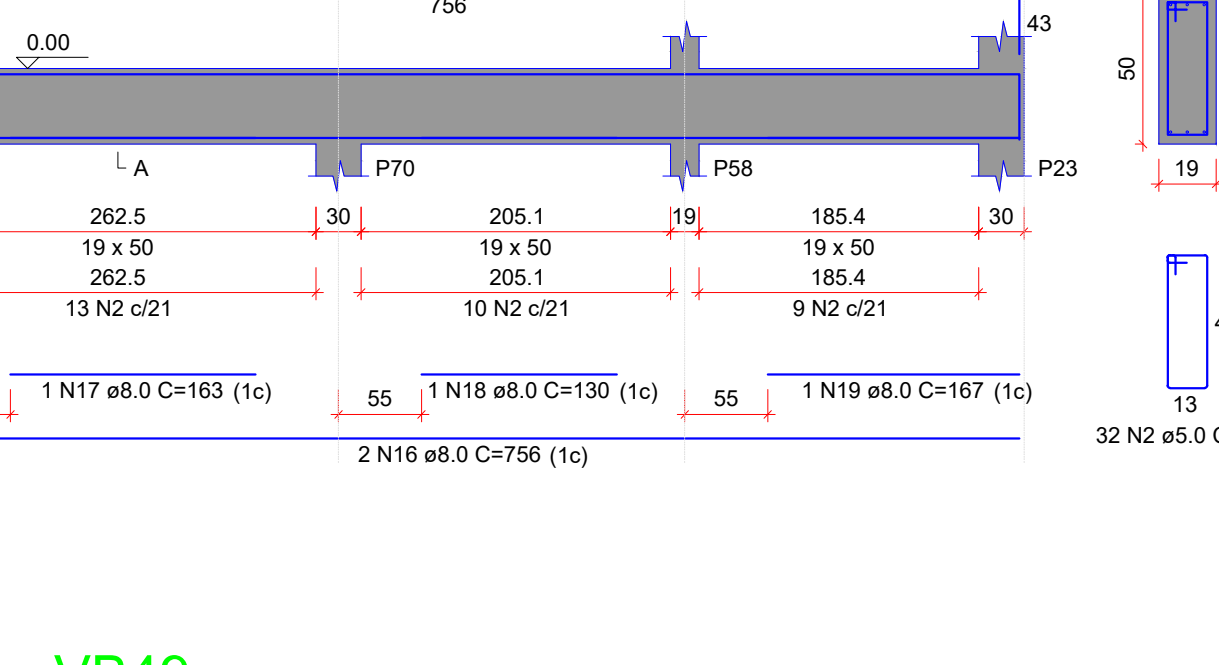 756
43
0.00
50
A
P70
P58
P23
19
262.5
30
205.1
19
185.4
30
19 x 50
19 x 50
19 x 50
262.5
205.1
185.4
13 N2 c/21
10 N2 c/21
9 N2 c/21
1 N17 ø8.0 C=163 (1c)
55
1 N18 ø8.0 C=130 (1c)
55
1 N19 ø8.0 C=167 (1c)
13
32 N2 ø5.0
2 N16 ø8.0 C=756 (1c)